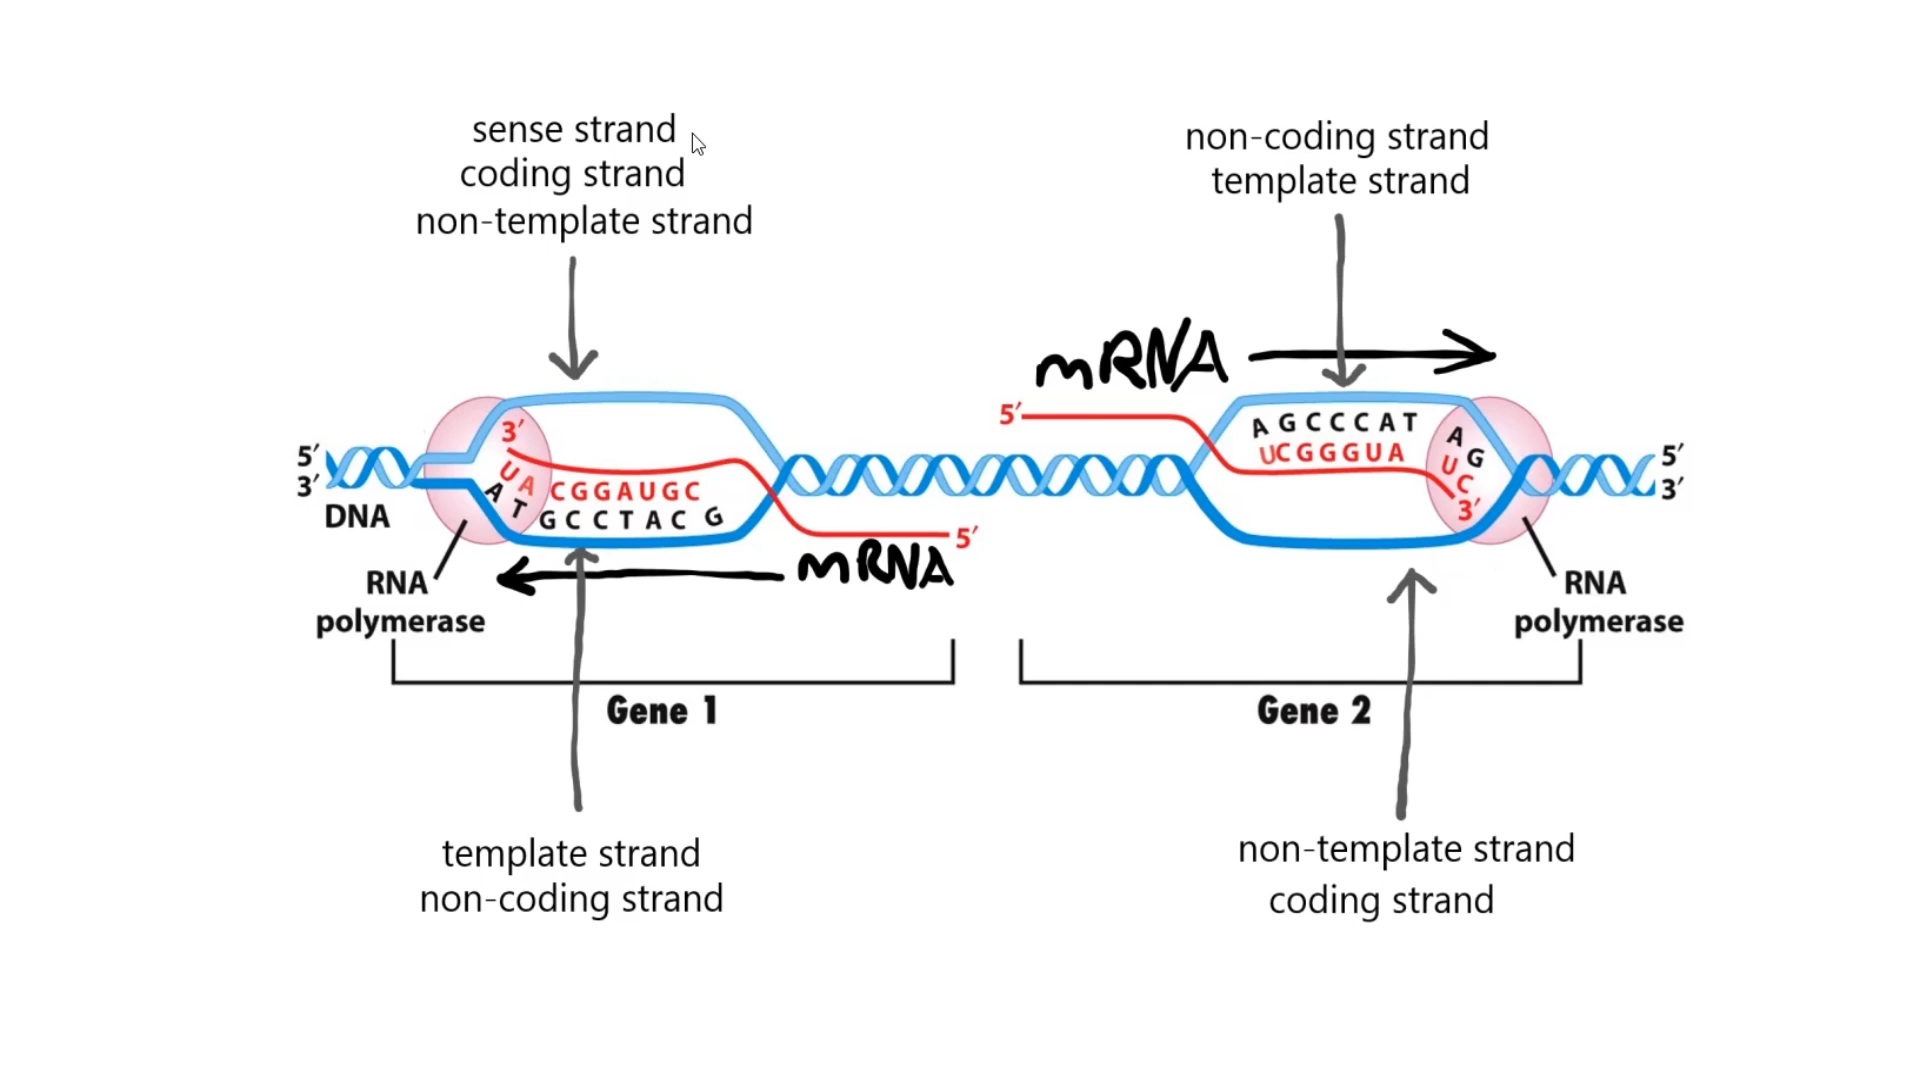 sense strand
coding strand
non-template strand
non-coding strand
template strand
mRNA
5′
A G C C C A T
A G
UCGGGUA
U C
3′
3′
U A
CGGAUGC
A T
G C C T A C G
5′
3′
DNA
5′
3′
5′
mRNA
RNA
polymerase
RNA
polymerase
Gene 1
Gene 2
template strand
non-coding strand
non-template strand
coding strand